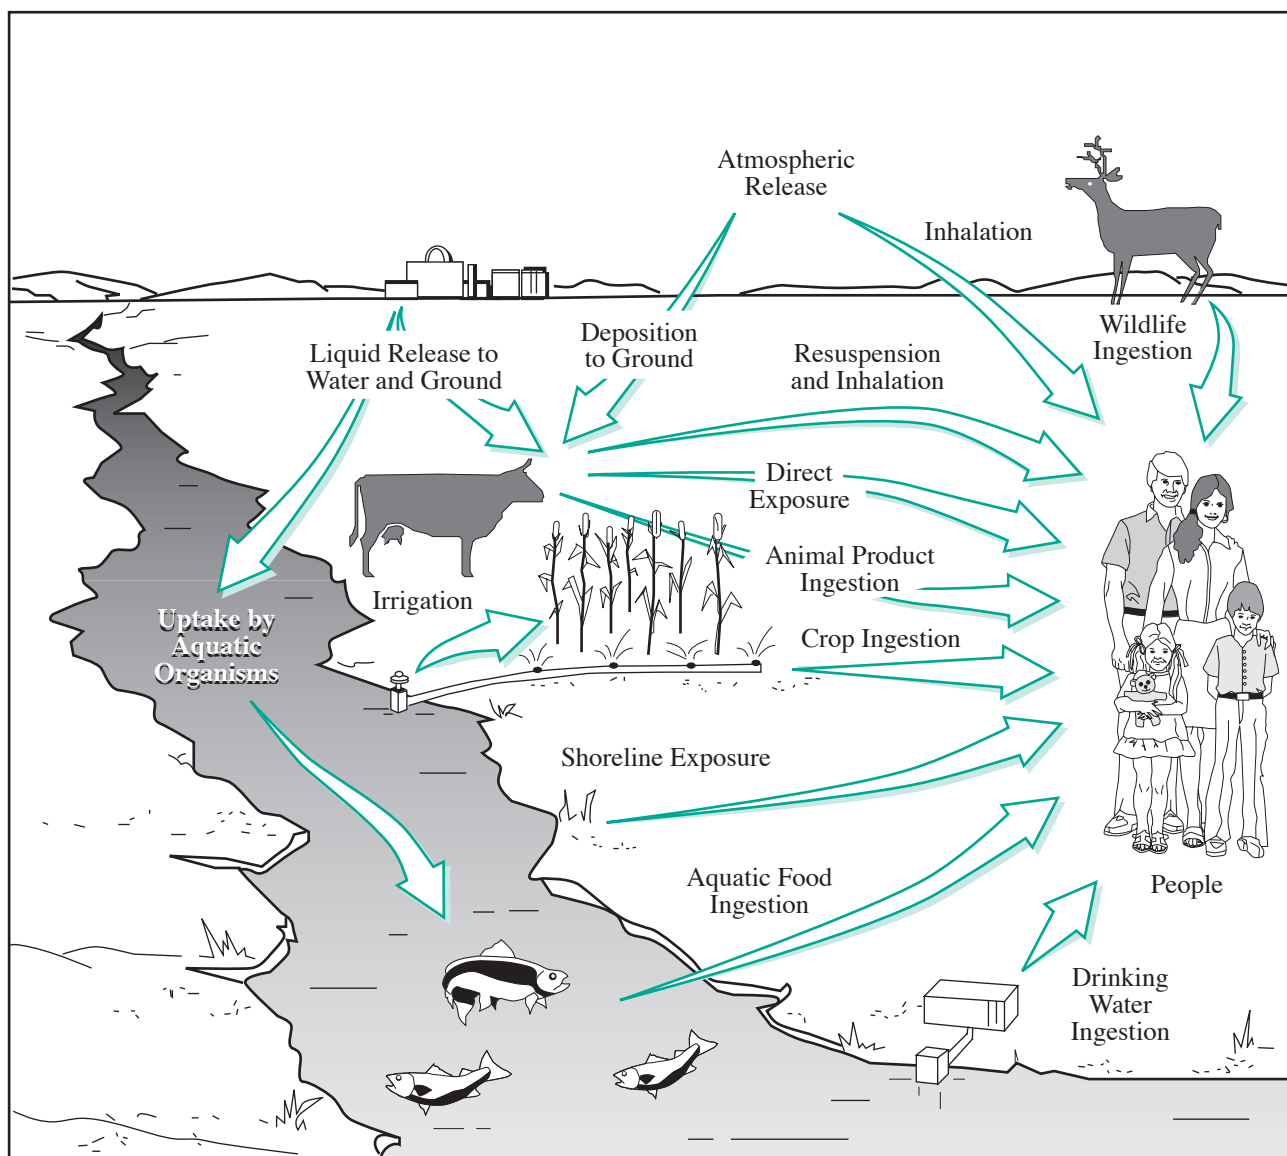 Atmospheric
Release
Inhalation
Wildlife
Ingestion
Deposition
to Ground
Liquid Release to
Water and Ground
Resuspension
and Inhalation
Direct
Exposure
Animal Product
Ingestion
Irrigation
Crop Ingestion
Uptake by
Aquatic
Organisms
Shoreline Exposure
Aquatic Food
Ingestion
People
Drinking
Water
Ingestion